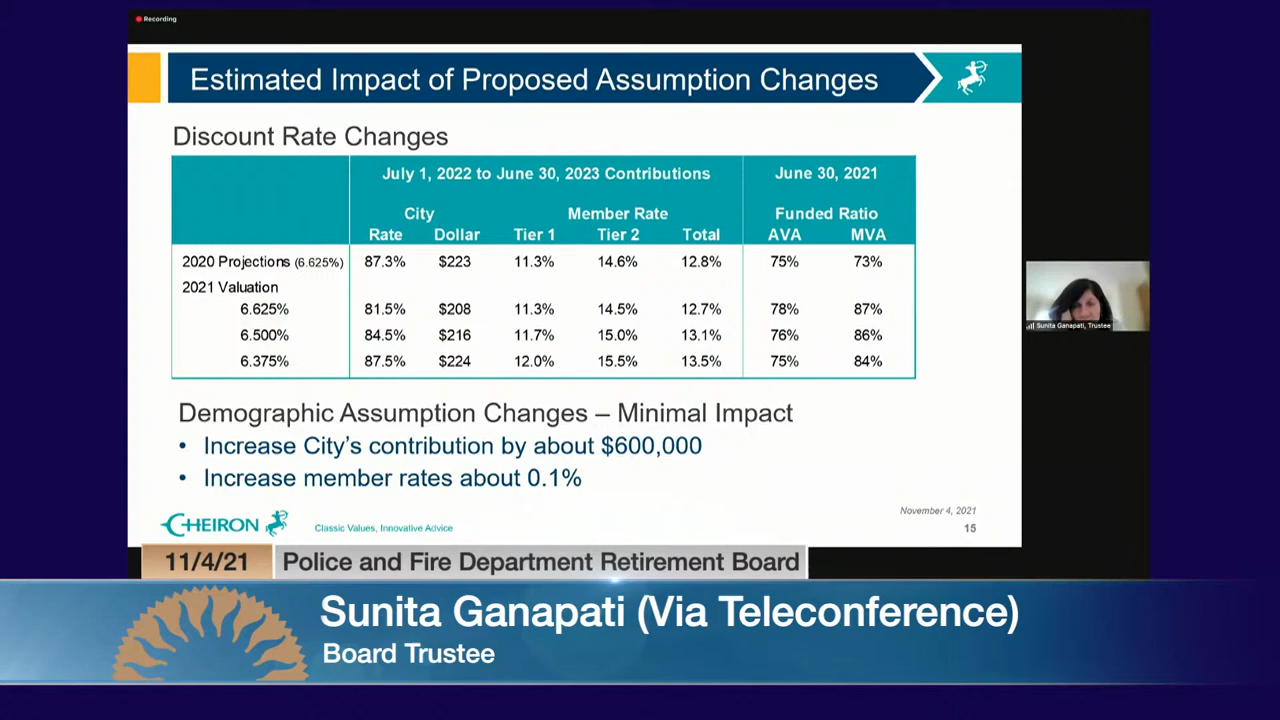 Recording
Estimated Impact of Proposed Assumption Changes
Discount Rate Changes
July 1, 2022 to June 30, 2023 Contributions June 30, 2021
City Member Rate Funded Ratio
Rate Dollar Tier 1 Tier 2 Total AVA MVA
2020 Projections (6.625%) 87.3% $223 11.3% 14.6% 12.8% 75% 73%
2021 Valuation
6.625% 81.5% $208 11.3% 14.5% 12.7% 78% 87%
6.500% 84.5% $216 11.7% 15.0% 13.1% 76% 86%
6.375% 87.5% $224 12.0% 15.5% 13.5% 75% 84%
Sunita Ganapati, Trustee
Demographic Assumption Changes – Minimal Impact
• Increase City's contribution by about $600,000
• Increase member rates about 0.1%
November 4, 2021
CHEIRON Classic Values, Innovative Advice 15
11/4/21 Police and Fire Department Retirement Board
Sunita Ganapati (Via Teleconference)
Board Trustee